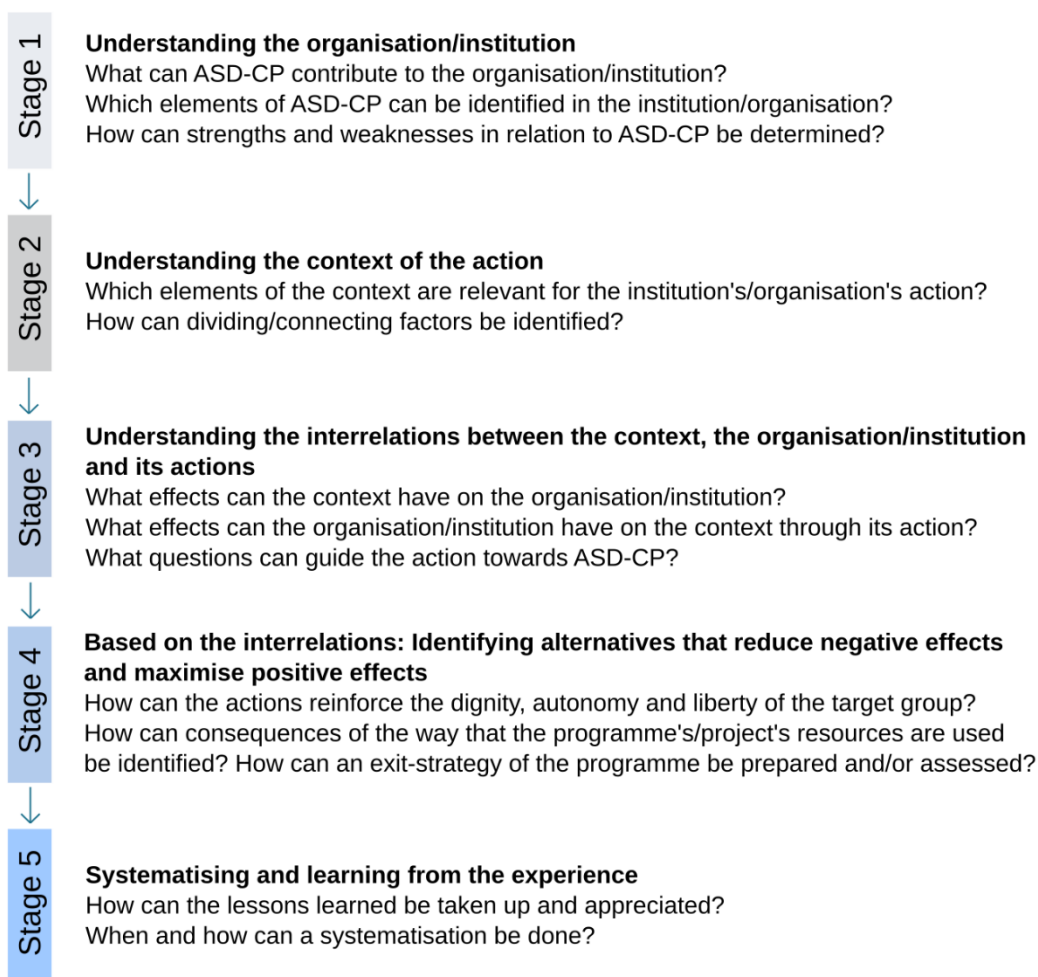 Stage 1
Understanding the organisation/institution
What can ASD-CP contribute to the organisation/institution?
Which elements of ASD-CP can be identified in the institution/organisation?
How can strengths and weaknesses in relation to ASD-CP be determined?
Stage 2
Understanding the context of the action
Which elements of the context are relevant for the institution's/organisation's action?
How can dividing/connecting factors be identified?
Stage 3
Understanding the interrelations between the context, the organisation/institution
and its actions
What effects can the context have on the organisation/institution?
What effects can the organisation/institution have on the context through its action?
What questions can guide the action towards ASD-CP?
Stage 4
Based on the interrelations: Identifying alternatives that reduce negative effects
and maximise positive effects
How can the actions reinforce the dignity, autonomy and liberty of the target group?
How can consequences of the way that the programme's/project's resources are used
be identified? How can an exit-strategy of the programme be prepared and/or assessed?
Stage 5
Systematising and learning from the experience
How can the lessons learned be taken up and appreciated?
When and how can a systematisation be done?